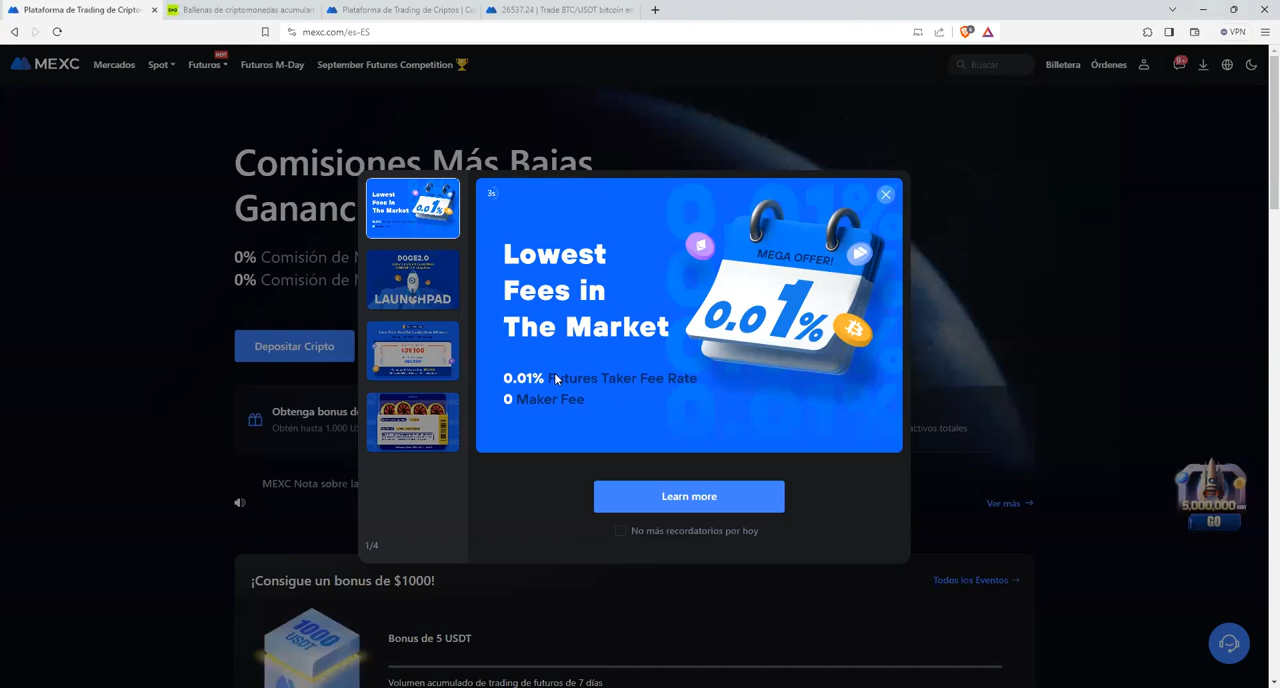 Plataforma de Trading de Cripto
Ballenas de criptomonedas acumulan
Plataforma de Trading de Criptos | Co
26537.24 | Trade BTC/USDT bitcoin en
mexc.com/es-ES
VPN
MEXC
Mercados
Spot
Futuros
HOT
Futuros M-Day
September Futures Competition
Buscar
Billetera
Órdenes
9+
Comisiones Más Bajas
Gananc
0% Comisión de M
0% Comisión de
Depositar Cripto
Obtenga bonus de
Obtén hasta 1.000 US
activos totales
MEXC Nota sobre la
Ver más →
Lowest
Fees in
The Market
0.01%
DOGE2.0
LAUNCHPAD
$39,100
1/4
3s
Lowest
Fees in
The Market
MEGA OFFER!
0.01%
0.01% Futures Taker Fee Rate
0 Maker Fee
Learn more
No más recordatorios por hoy
5,000,000
GO
¡Consigue un bonus de $1000!
Todos los Eventos →
1000
USDT
Bonus de 5 USDT
Volumen acumulado de trading de futuros de 7 días